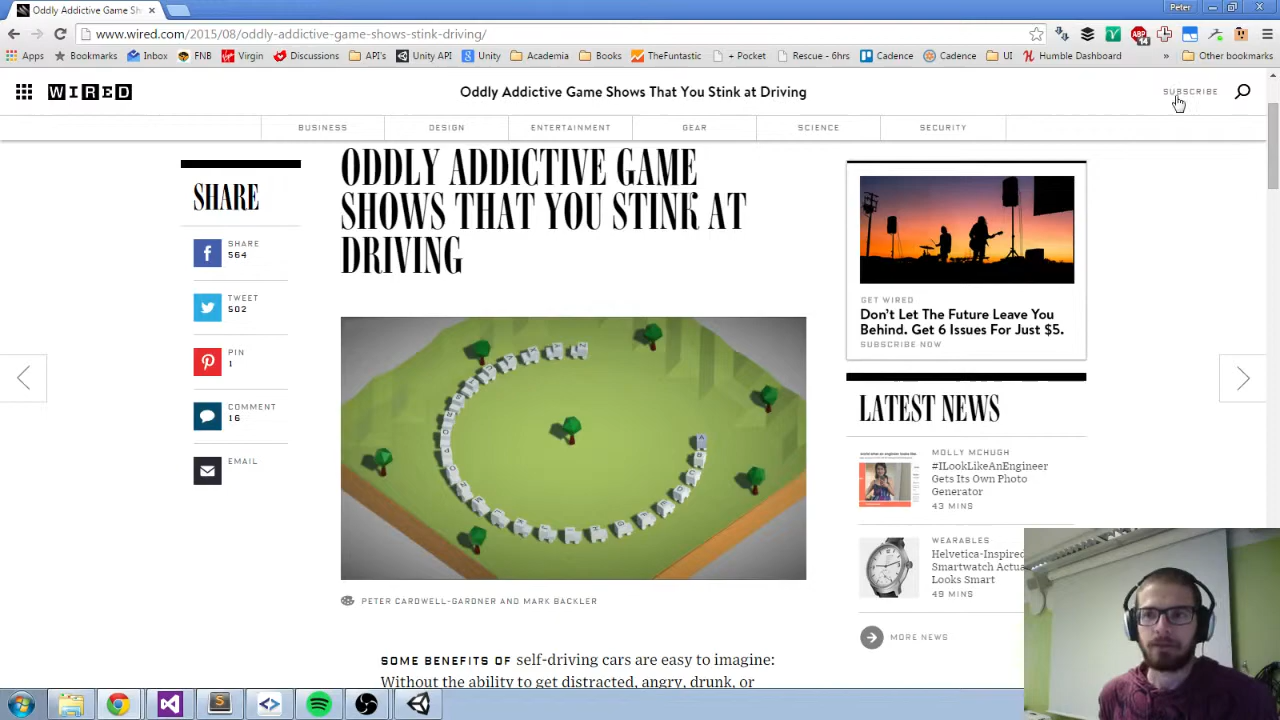 Oddly Addictive Game Sh
Peter
www.wired.com/2015/08/oddly-addictive-game-shows-stink-driving/
Apps
Bookmarks
Inbox
FNB
Virgin
Discussions
API's
Unity API
Unity
Academia
Books
TheFuntastic
+ Pocket
Rescue - 6hrs
Cadence
Cadence
UI
Humble Dashboard
»
Other bookmarks
WIRED
Oddly Addictive Game Shows That You Stink at Driving
SUBSCRIBE
BUSINESS
DESIGN
ENTERTAINMENT
GEAR
SCIENCE
SECURITY
SHARE
SHARE
564
TWEET
502
PIN
1
COMMENT
16
EMAIL
ODDLY ADDICTIVE GAME
SHOWS THAT YOU STINK AT
DRIVING
PETER CARDWELL-GARDNER AND MARK BACKLER
SOME BENEFITS OF self-driving cars are easy to imagine:
Without the ability to get distracted, angry, drunk, or
GET WIRED
Don't Let The Future Leave You
Behind. Get 6 Issues For Just $5.
SUBSCRIBE NOW
LATEST NEWS
MOLLY MCHUGH
#ILookLikeAnEngineer
Gets Its Own Photo
Generator
43 MINS
WEARABLES
Helvetica-Inspired
Smartwatch Actua
Looks Smart
49 MINS
MORE NEWS